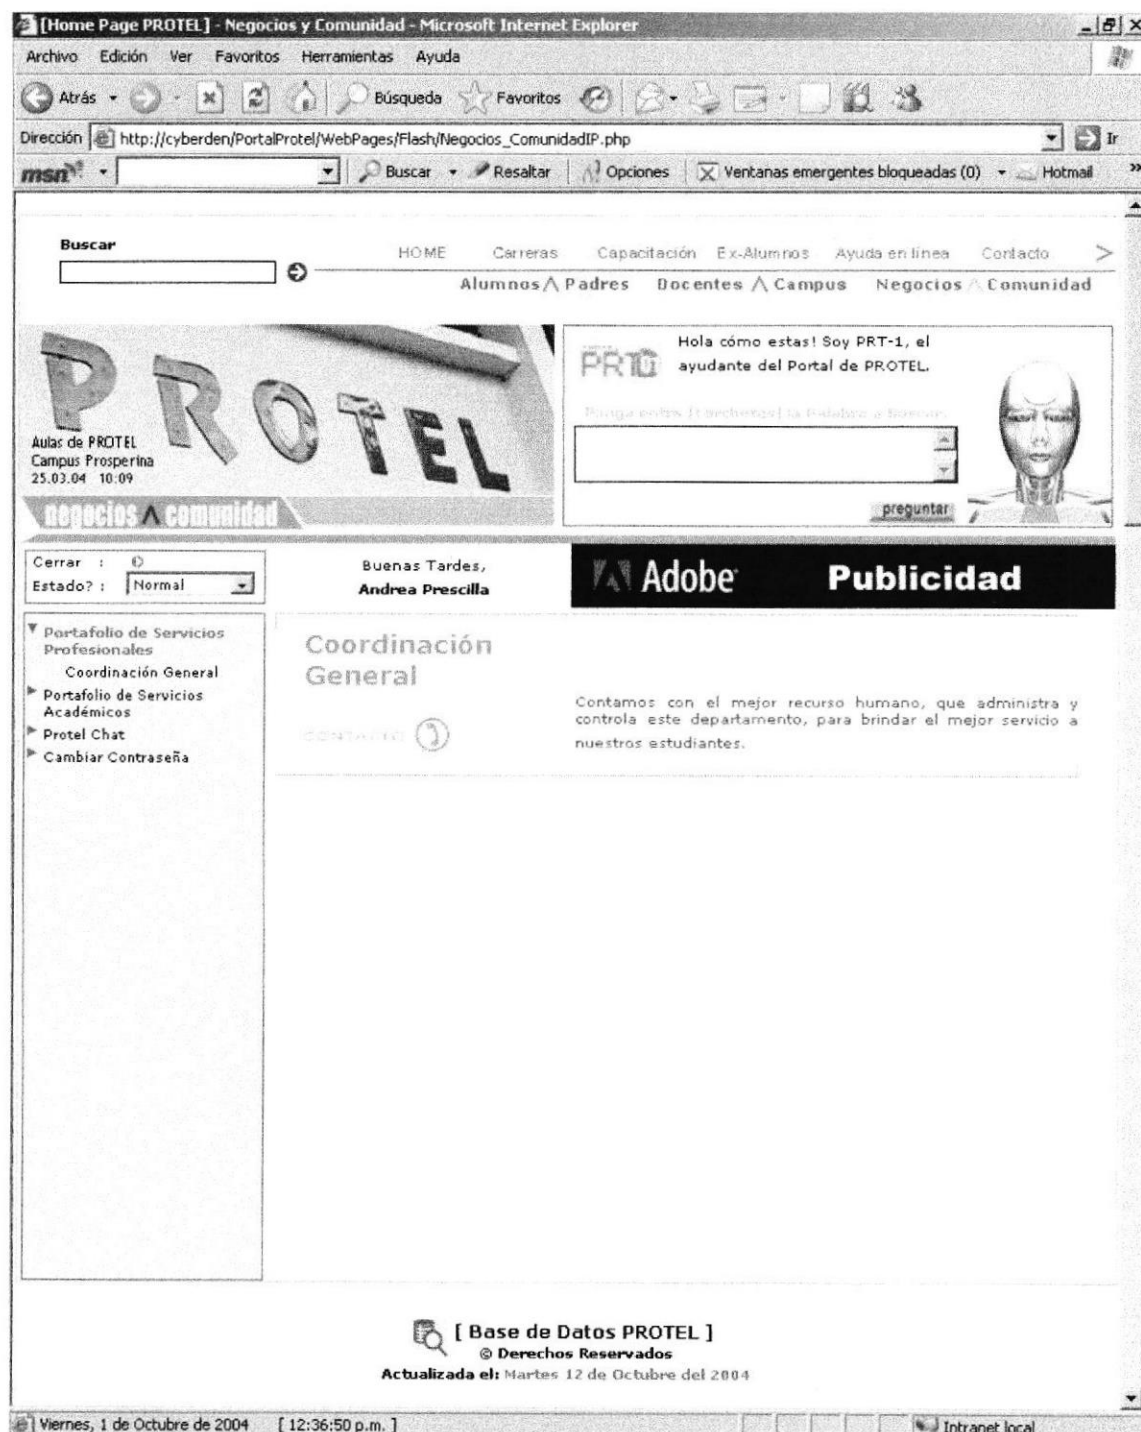 [Home Page PROTEL] - Negocios y Comunidad - Microsoft Internet Explorer
Archivo Edición Ver Favoritos Herramientas Ayuda
Atrás Búsqueda Favoritos
Dirección http://cyberden/PortalProtel/WebPages/Flash/Negocios_ComunidadIP.php Ir
msn Buscar Resaltar Opciones Ventanas emergentes bloqueadas (0) Hotmail »
Buscar
HOME Carreras Capacitación Ex-Alumnos Ayuda en línea Contacto >
Alumnos Padres Docentes Campus Negocios Comunidad
PROTEL
Aulas de PROTEL
Campus Prosperina
25.03.04 10:09
negocios comunidad
Hola cómo estas! Soy PRT-1, el
ayudante del Portal de PROTEL.
Ponga entre [Corchetes] la Palabra a Buscar.
preguntar
Cerrar :
Estado? : Normal
Buenas Tardes,
Andrea Prescilla
Adobe Publicidad
Portafolio de Servicios
Profesionales
Coordinación General
Portafolio de Servicios
Académicos
Protel Chat
Cambiar Contraseña
Coordinación
General
CONTACTO
Contamos con el mejor recurso humano, que administra y
controla este departamento, para brindar el mejor servicio a
nuestros estudiantes.
[ Base de Datos PROTEL ]
© Derechos Reservados
Actualizada el: Martes 12 de Octubre del 2004
Viernes, 1 de Octubre de 2004 [ 12:36:50 p.m. ] Intranet local